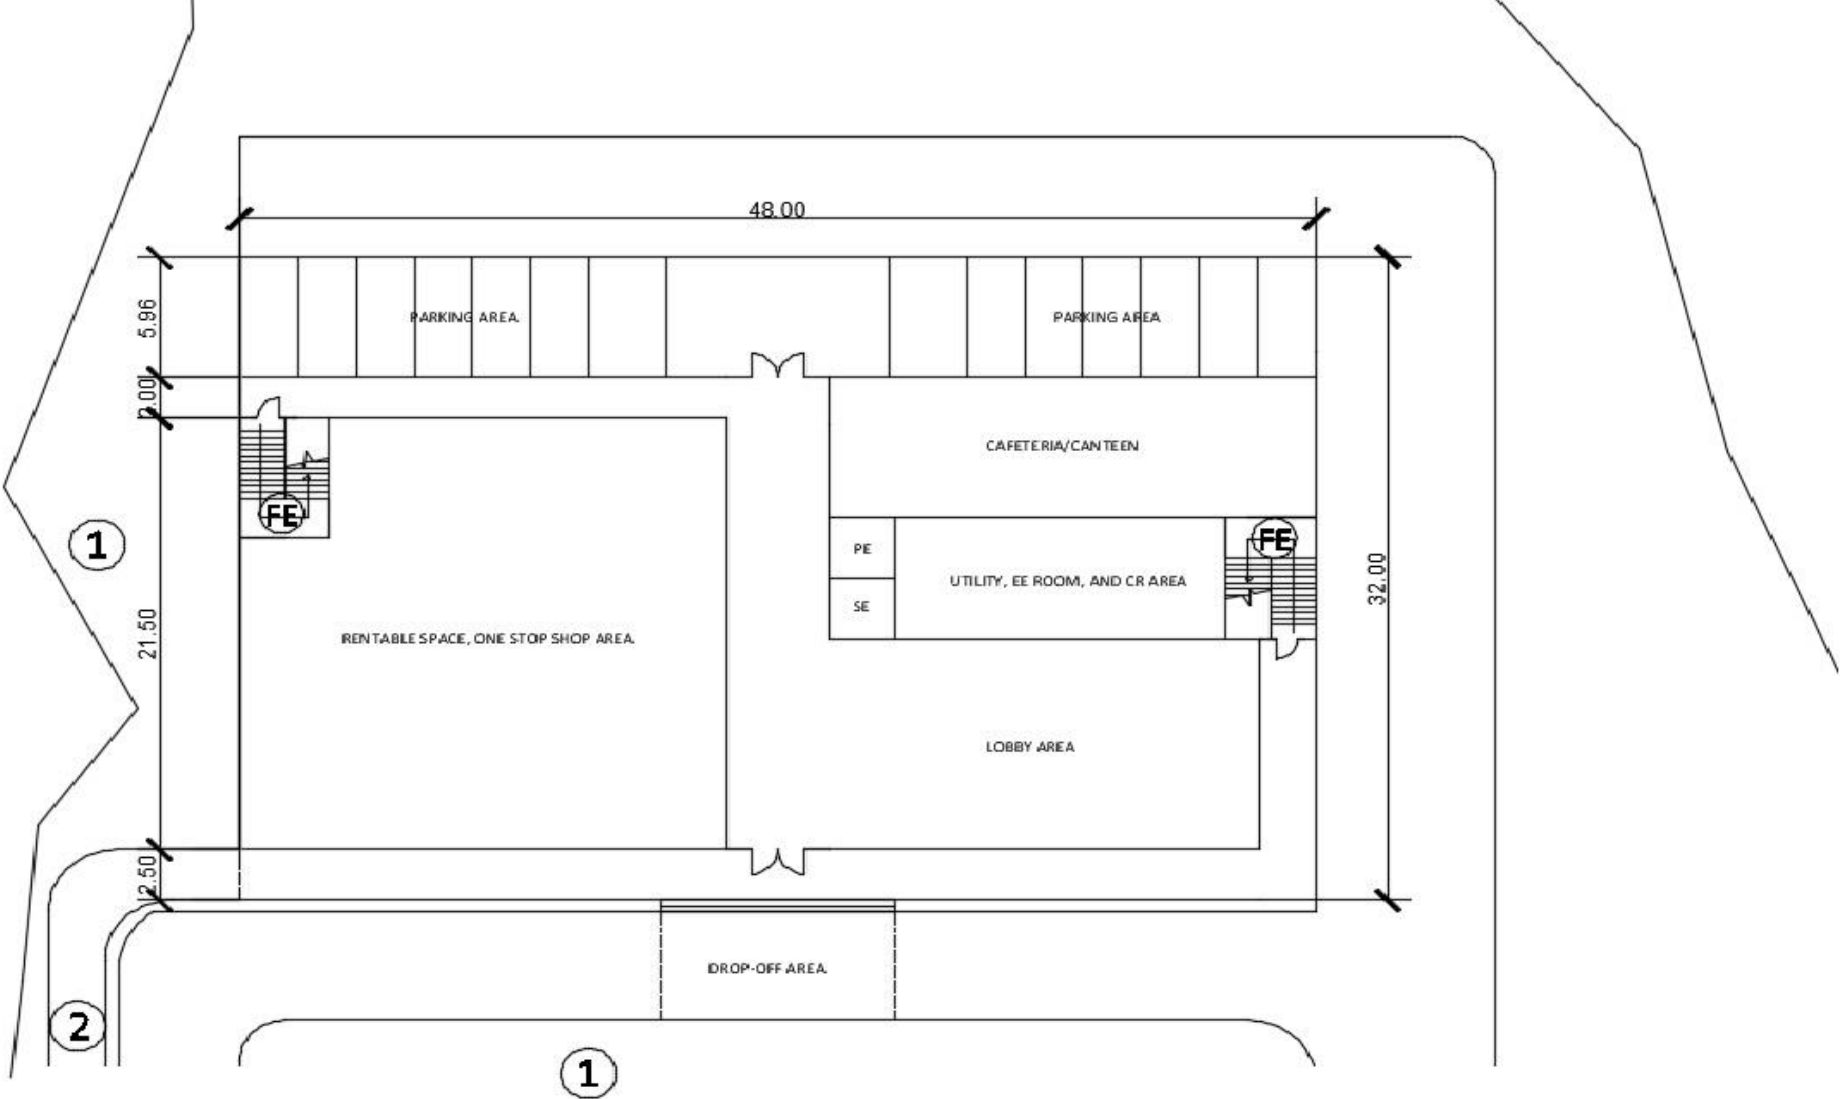 48.00
5.96
PARKING AREA
PARKING AREA
2.00
CAFETERIA/CANTEEN
FE
FE
1
PE
UTILITY, EE ROOM, AND CR AREA
SE
32.00
21.50
RENTABLE SPACE, ONE STOP SHOP AREA
LOBBY AREA
2.50
DROP-OFF AREA
2
1